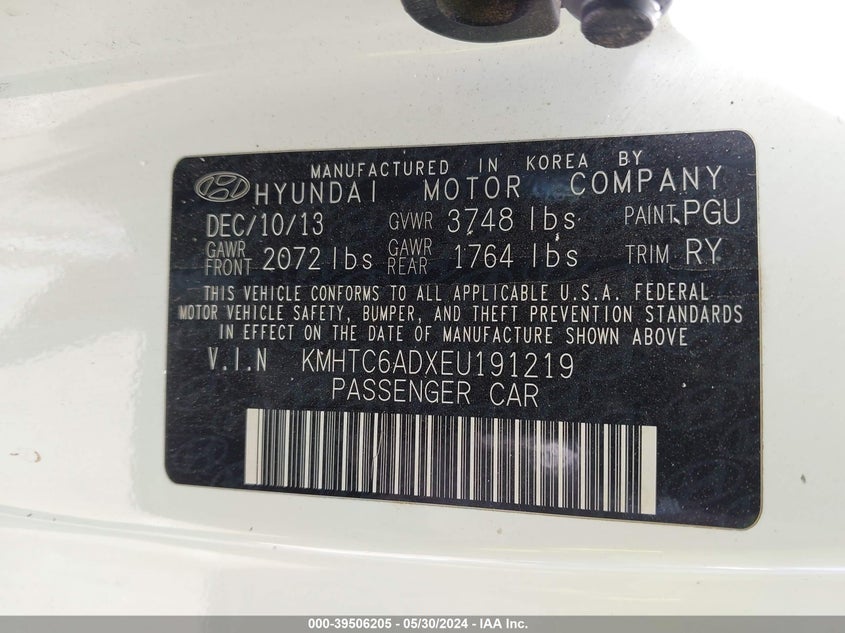 MANUFACTURED IN KOREA BY
HYUNDAI MOTOR COMPANY
DEC/10/13 GVWR 3748 lbs PAINT PGU
GAWR FRONT 2072 lbs GAWR REAR 1764 lbs TRIM RY
THIS VEHICLE CONFORMS TO ALL APPLICABLE U.S.A. FEDERAL
MOTOR VEHICLE SAFETY, BUMPER, AND THEFT PREVENTION STANDARDS
IN EFFECT ON THE DATE OF MANUFACTURE SHOWN ABOVE
V.I.N KMHTC6ADXEU191219
PASSENGER CAR
000-39506205 - 05/30/2024 - IAA Inc.